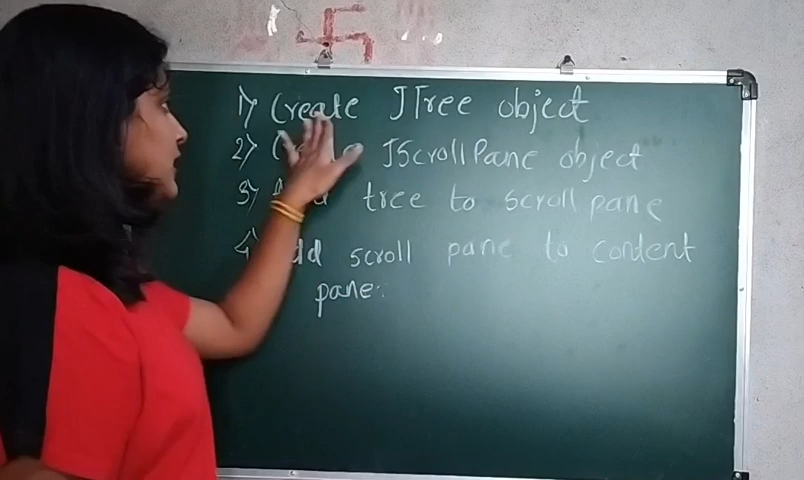 1) Create JTree object
2) JScrollPane object
3) tree to scroll pane
4) scroll pane to content
pane.